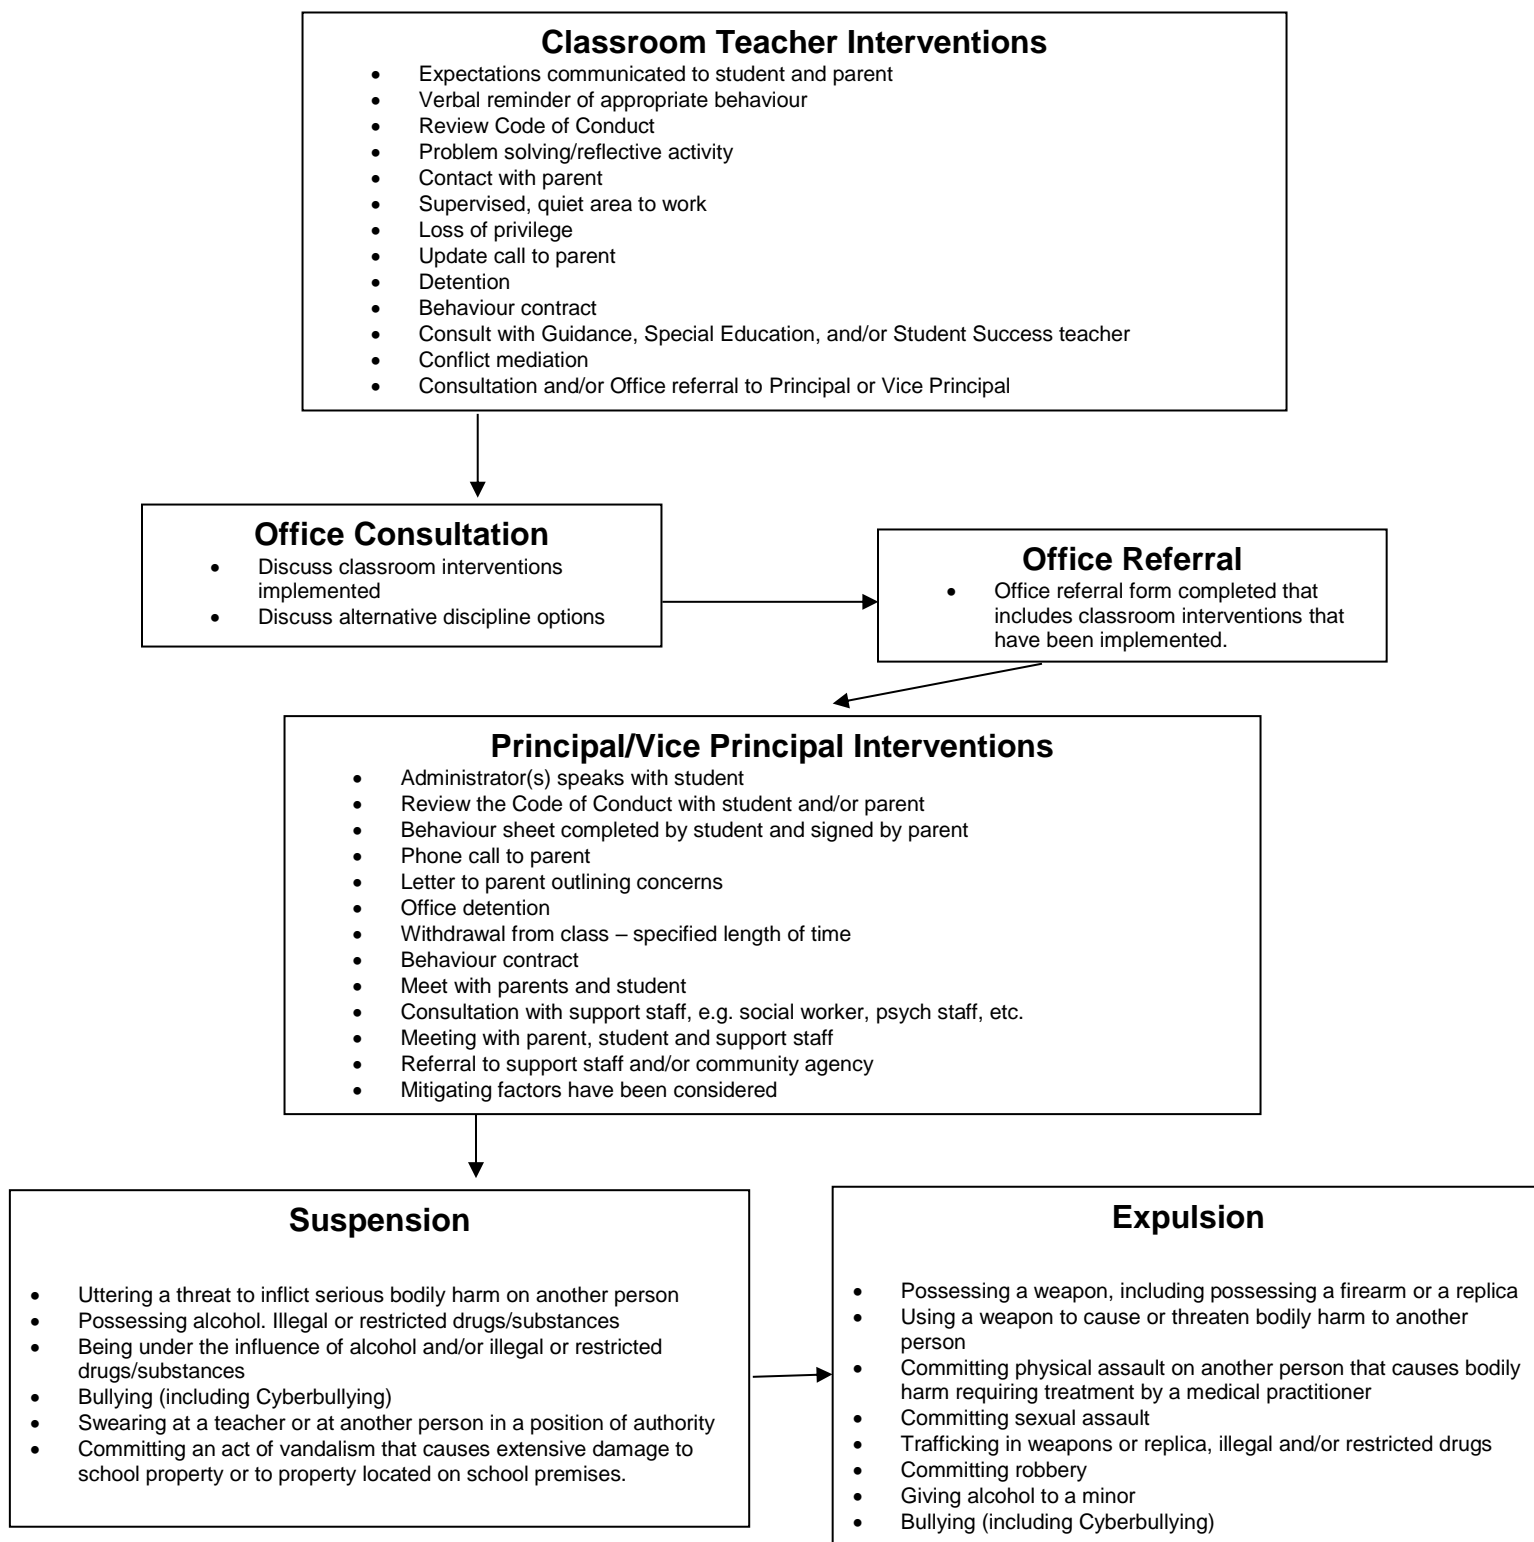 Classroom Teacher Interventions
• Expectations communicated to student and parent
• Verbal reminder of appropriate behaviour
• Review Code of Conduct
• Problem solving/reflective activity
• Contact with parent
• Supervised, quiet area to work
• Loss of privilege
• Update call to parent
• Detention
• Behaviour contract
• Consult with Guidance, Special Education, and/or Student Success teacher
• Conflict mediation
• Consultation and/or Office referral to Principal or Vice Principal
Office Consultation
• Discuss classroom interventions
implemented
• Discuss alternative discipline options
Office Referral
• Office referral form completed that
includes classroom interventions that
have been implemented.
Principal/Vice Principal Interventions
• Administrator(s) speaks with student
• Review the Code of Conduct with student and/or parent
• Behaviour sheet completed by student and signed by parent
• Phone call to parent
• Letter to parent outlining concerns
• Office detention
• Withdrawal from class – specified length of time
• Behaviour contract
• Meet with parents and student
• Consultation with support staff, e.g. social worker, psych staff, etc.
• Meeting with parent, student and support staff
• Referral to support staff and/or community agency
• Mitigating factors have been considered
Suspension
• Uttering a threat to inflict serious bodily harm on another person
• Possessing alcohol. Illegal or restricted drugs/substances
• Being under the influence of alcohol and/or illegal or restricted
drugs/substances
• Bullying (including Cyberbullying)
• Swearing at a teacher or at another person in a position of authority
• Committing an act of vandalism that causes extensive damage to
school property or to property located on school premises.
Expulsion
• Possessing a weapon, including possessing a firearm or a replica
• Using a weapon to cause or threaten bodily harm to another
person
• Committing physical assault on another person that causes bodily
harm requiring treatment by a medical practitioner
• Committing sexual assault
• Trafficking in weapons or replica, illegal and/or restricted drugs
• Committing robbery
• Giving alcohol to a minor
• Bullying (including Cyberbullying)